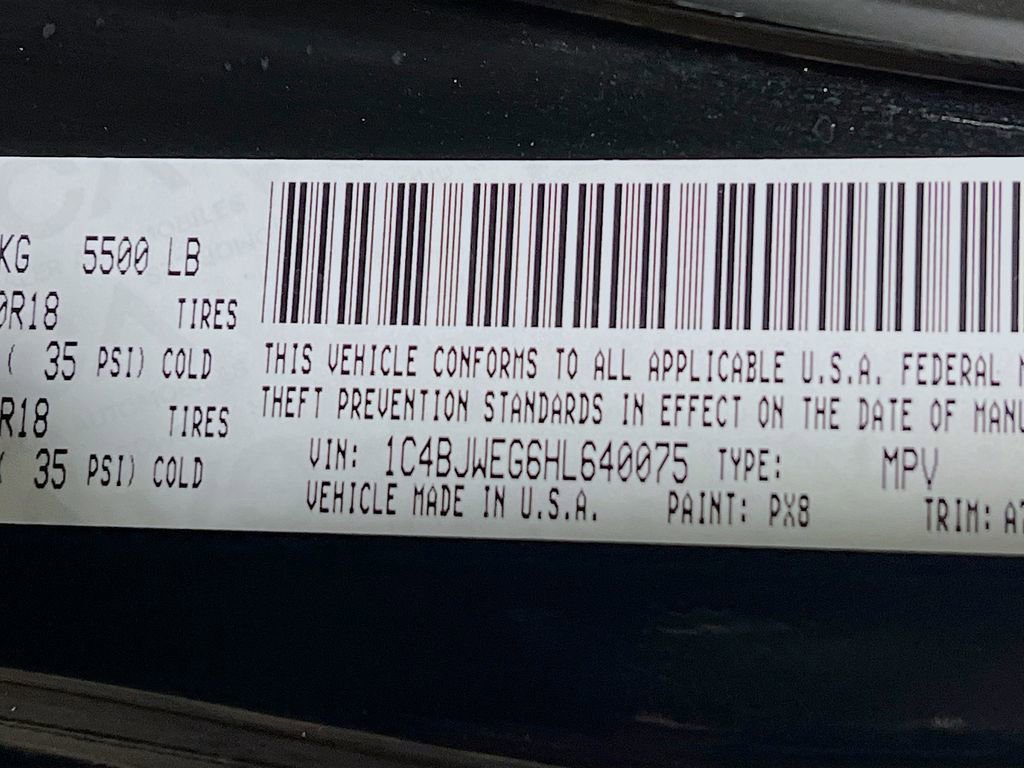 KG 5500 LB
0R18 TIRES
( 35 PSI) COLD
R18 TIRES
( 35 PSI) COLD
THIS VEHICLE CONFORMS TO ALL APPLICABLE U.S.A. FEDERAL M
THEFT PREVENTION STANDARDS IN EFFECT ON THE DATE OF MANU
VIN: 1C4BJWEG6HL640075 TYPE: MPV
VEHICLE MADE IN U.S.A. PAINT: PX8 TRIM: AT